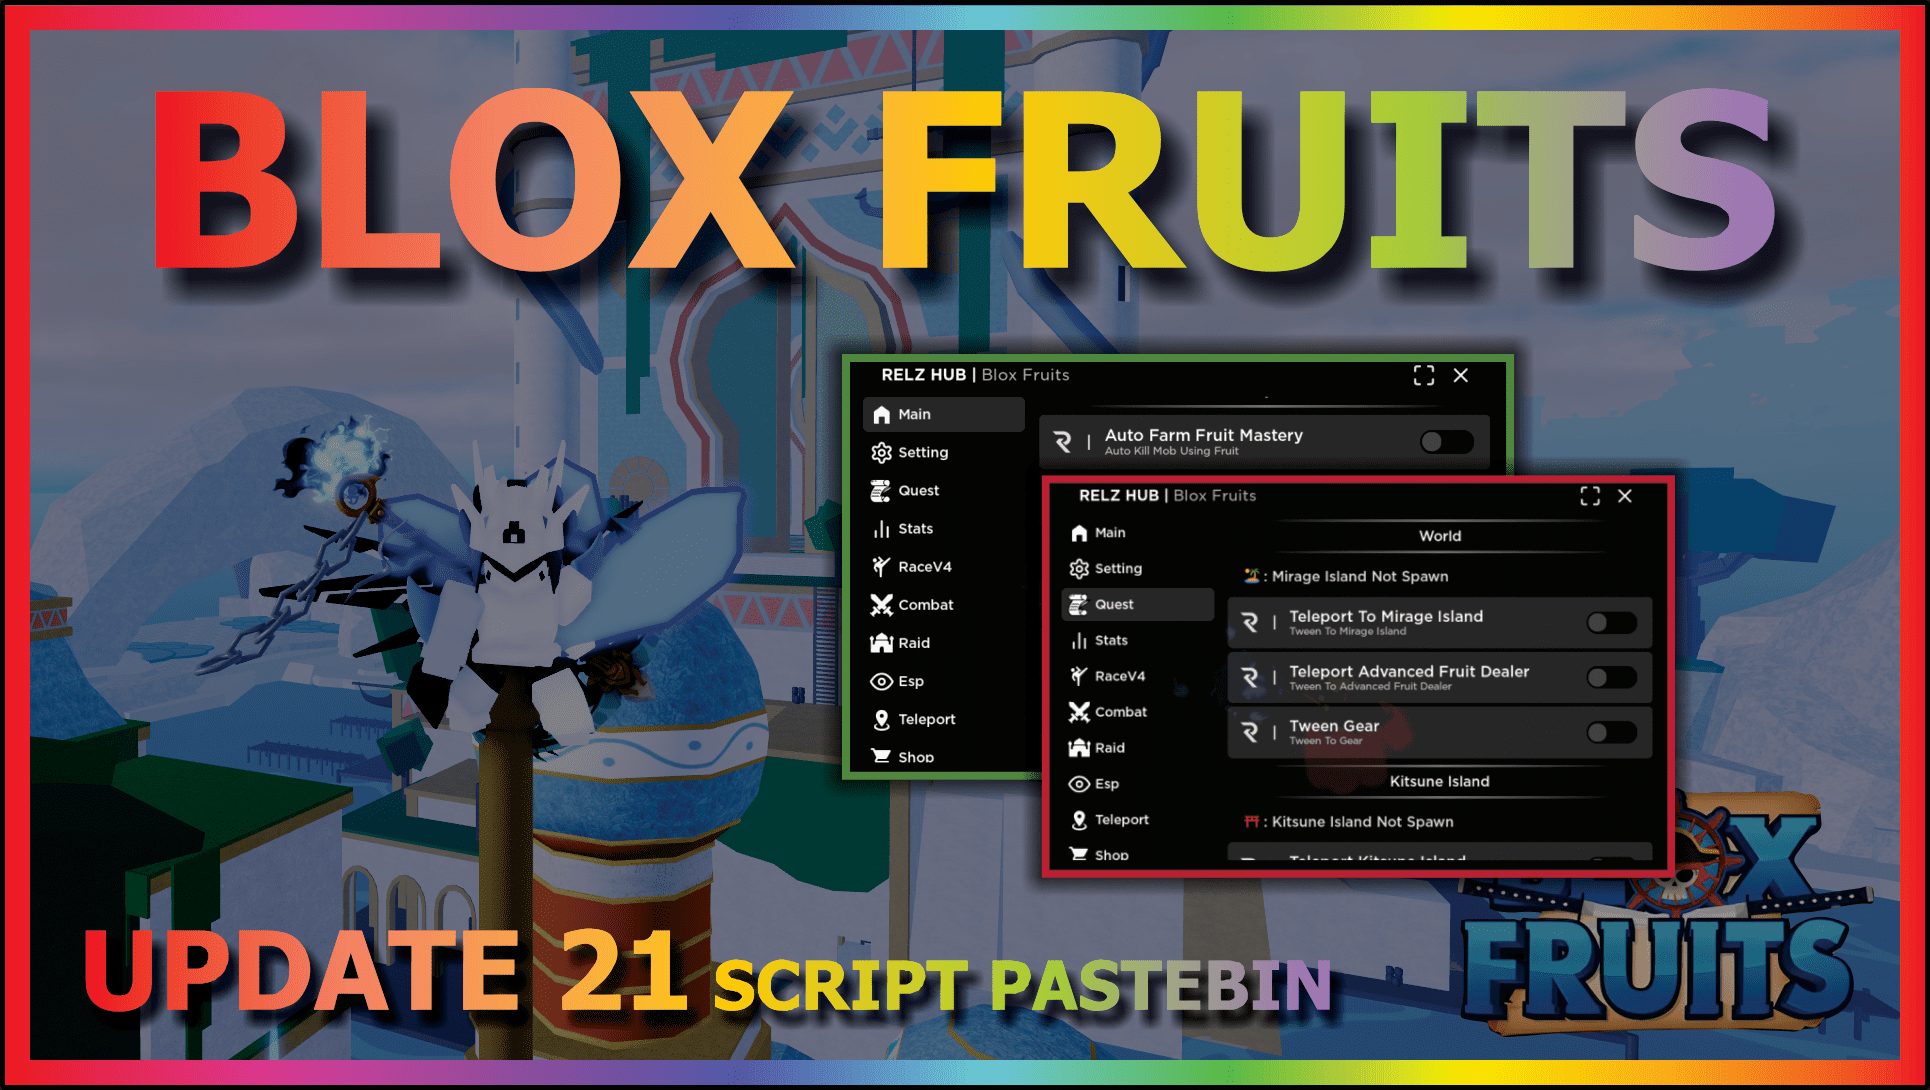 BLOX FRUITS
RELZ HUB | Blox Fruits
Main
Setting
Quest
Stats
RaceV4
Combat
Raid
Esp
Teleport
Shop
Auto Farm Fruit Mastery
Auto Kill Mob Using Fruit
RELZ HUB | Blox Fruits
Main
Setting
Quest
Stats
RaceV4
Combat
Raid
Esp
Teleport
Shop
World
: Mirage Island Not Spawn
Teleport To Mirage Island
Tween To Mirage Island
Teleport Advanced Fruit Dealer
Tween To Advanced Fruit Dealer
Tween Gear
Tween To Gear
Kitsune Island
: Kitsune Island Not Spawn
Teleport Kitsune Island
UPDATE 21 SCRIPT PASTEBIN
BLOX
FRUITS